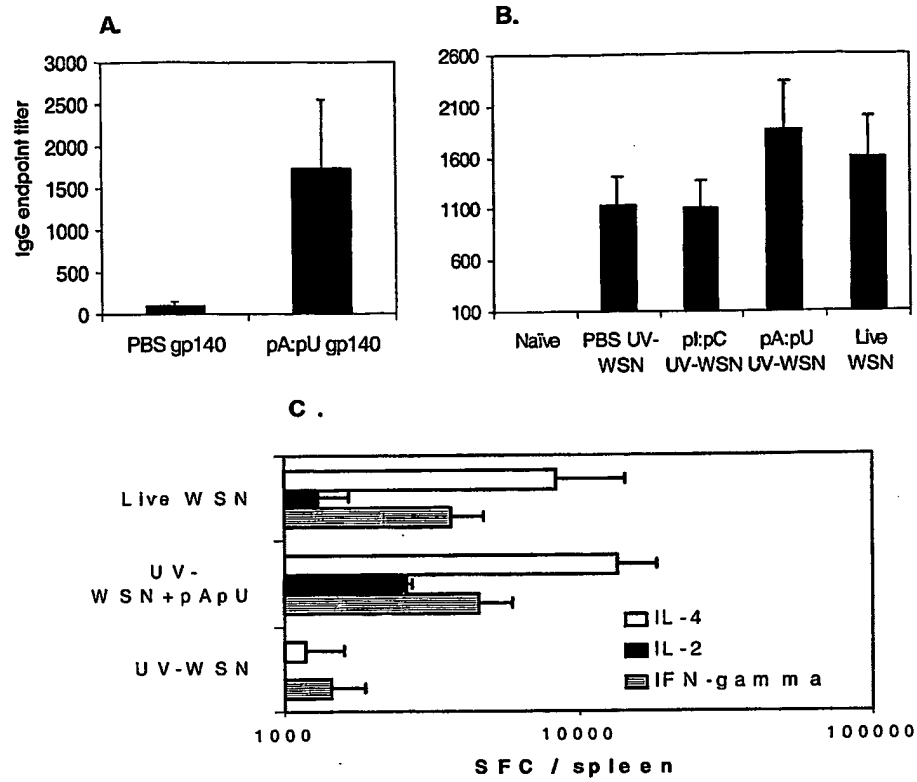 A.
IgG endpoint titer
3000
2500
2000
1500
1000
500
0
PBS gp140
pA:pU gp140
B.
2600
2100
1600
1100
600
100
Naïve
PBS UV-
WSN
pI:pC
UV-WSN
pA:pU
UV-WSN
Live
WSN
C .
Live WSN
UV-
WSN+pApU
UV-WSN
IL-4
IL-2
IFN-gamma
1000
10000
100000
SFC / spleen